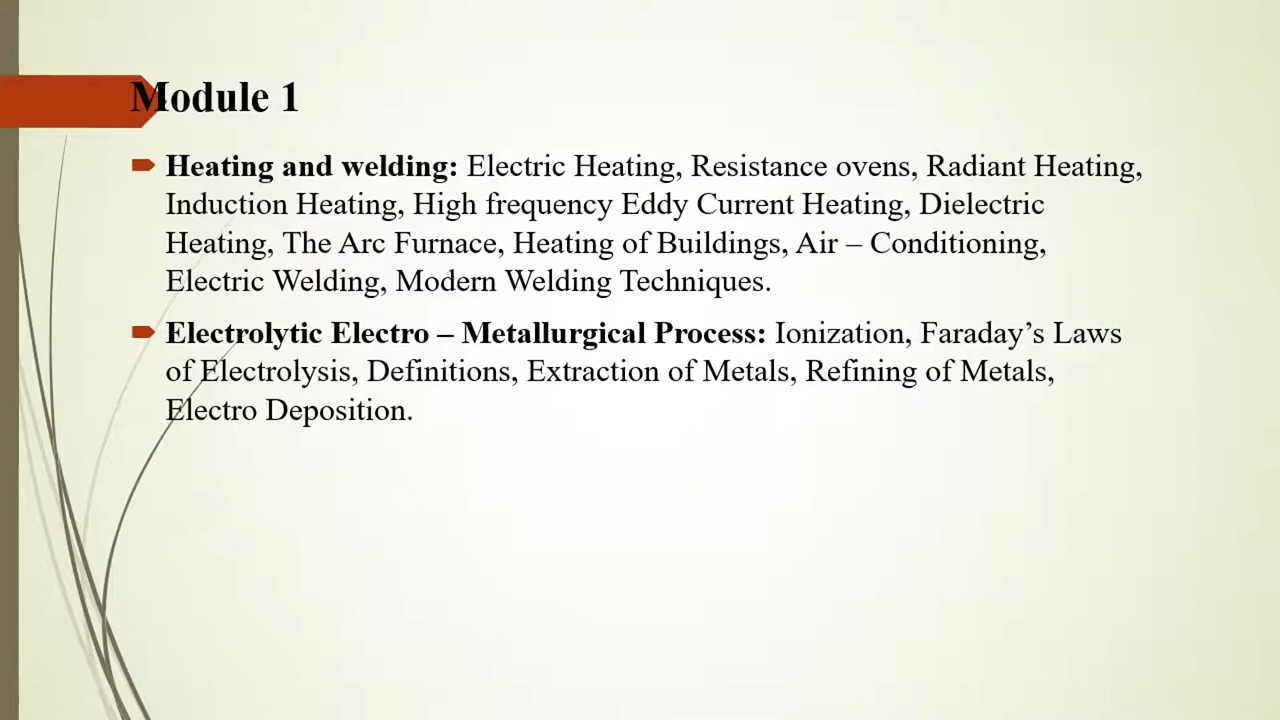 Module 1
Heating and welding: Electric Heating, Resistance ovens, Radiant Heating,
Induction Heating, High frequency Eddy Current Heating, Dielectric
Heating, The Arc Furnace, Heating of Buildings, Air – Conditioning,
Electric Welding, Modern Welding Techniques.
Electrolytic Electro – Metallurgical Process: Ionization, Faraday’s Laws
of Electrolysis, Definitions, Extraction of Metals, Refining of Metals,
Electro Deposition.